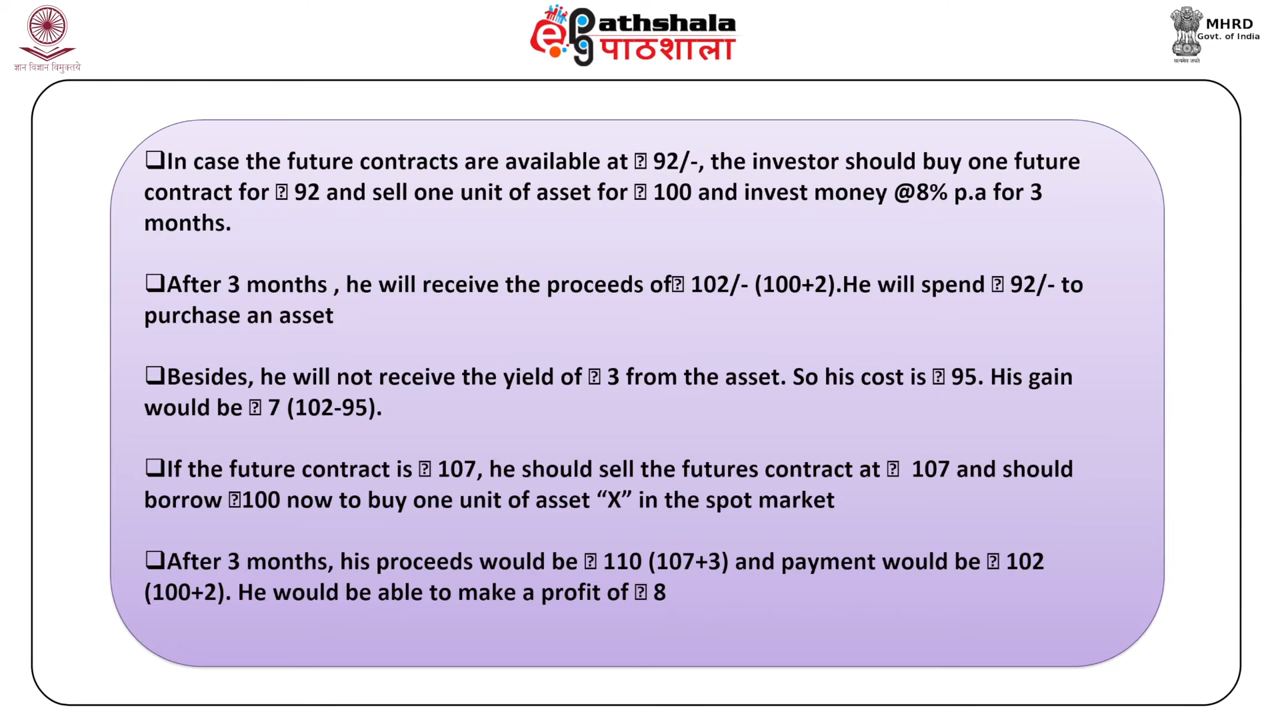 ज्ञान विज्ञान विमुक्तये
ePathshala
पाठशाला
MHRD
Govt. of India
सत्यमेव जयते
❑In case the future contracts are available at 🄿 92/-, the investor should buy one future
contract for 🄿 92 and sell one unit of asset for 🄿 100 and invest money @8% p.a for 3
months.
❑After 3 months , he will receive the proceeds of🄿 102/- (100+2).He will spend 🄿 92/- to
purchase an asset
❑Besides, he will not receive the yield of 🄿 3 from the asset. So his cost is 🄿 95. His gain
would be 🄿 7 (102-95).
❑If the future contract is 🄿 107, he should sell the futures contract at 🄿 107 and should
borrow 🄿100 now to buy one unit of asset “X” in the spot market
❑After 3 months, his proceeds would be 🄿 110 (107+3) and payment would be 🄿 102
(100+2). He would be able to make a profit of 🄿 8